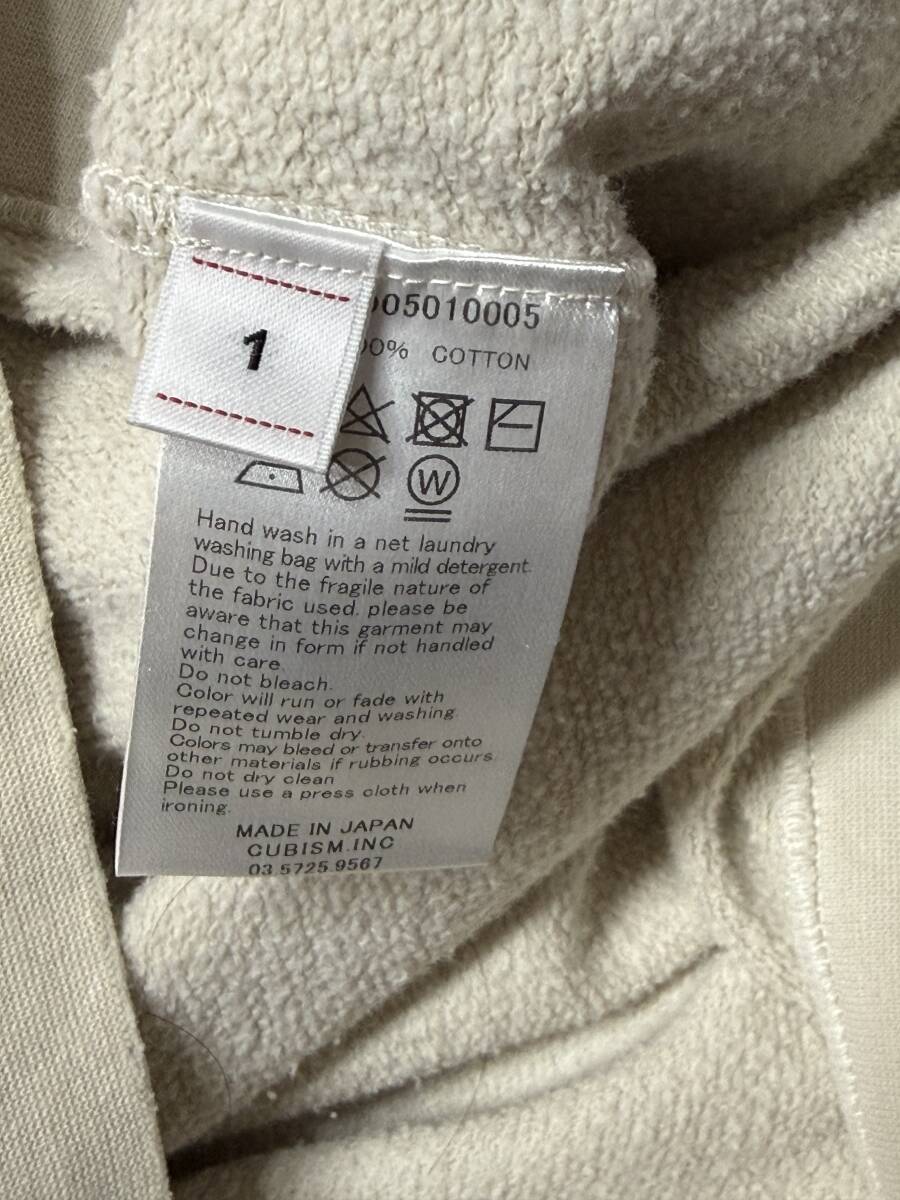 1
005010005
00% COTTON
W
Hand wash in a net laundry
washing bag with a mild detergent.
Due to the fragile nature of
the fabric used. please be
aware that this garment may
change in form if not handled
with care.
Do not bleach.
Color will run or fade with
repeated wear and washing.
Do not tumble dry.
Colors may bleed or transfer onto
other materials if rubbing occurs.
Do not dry clean
Please use a press cloth when
ironing.
MADE IN JAPAN
CUBISM.INC
03.5725.9567